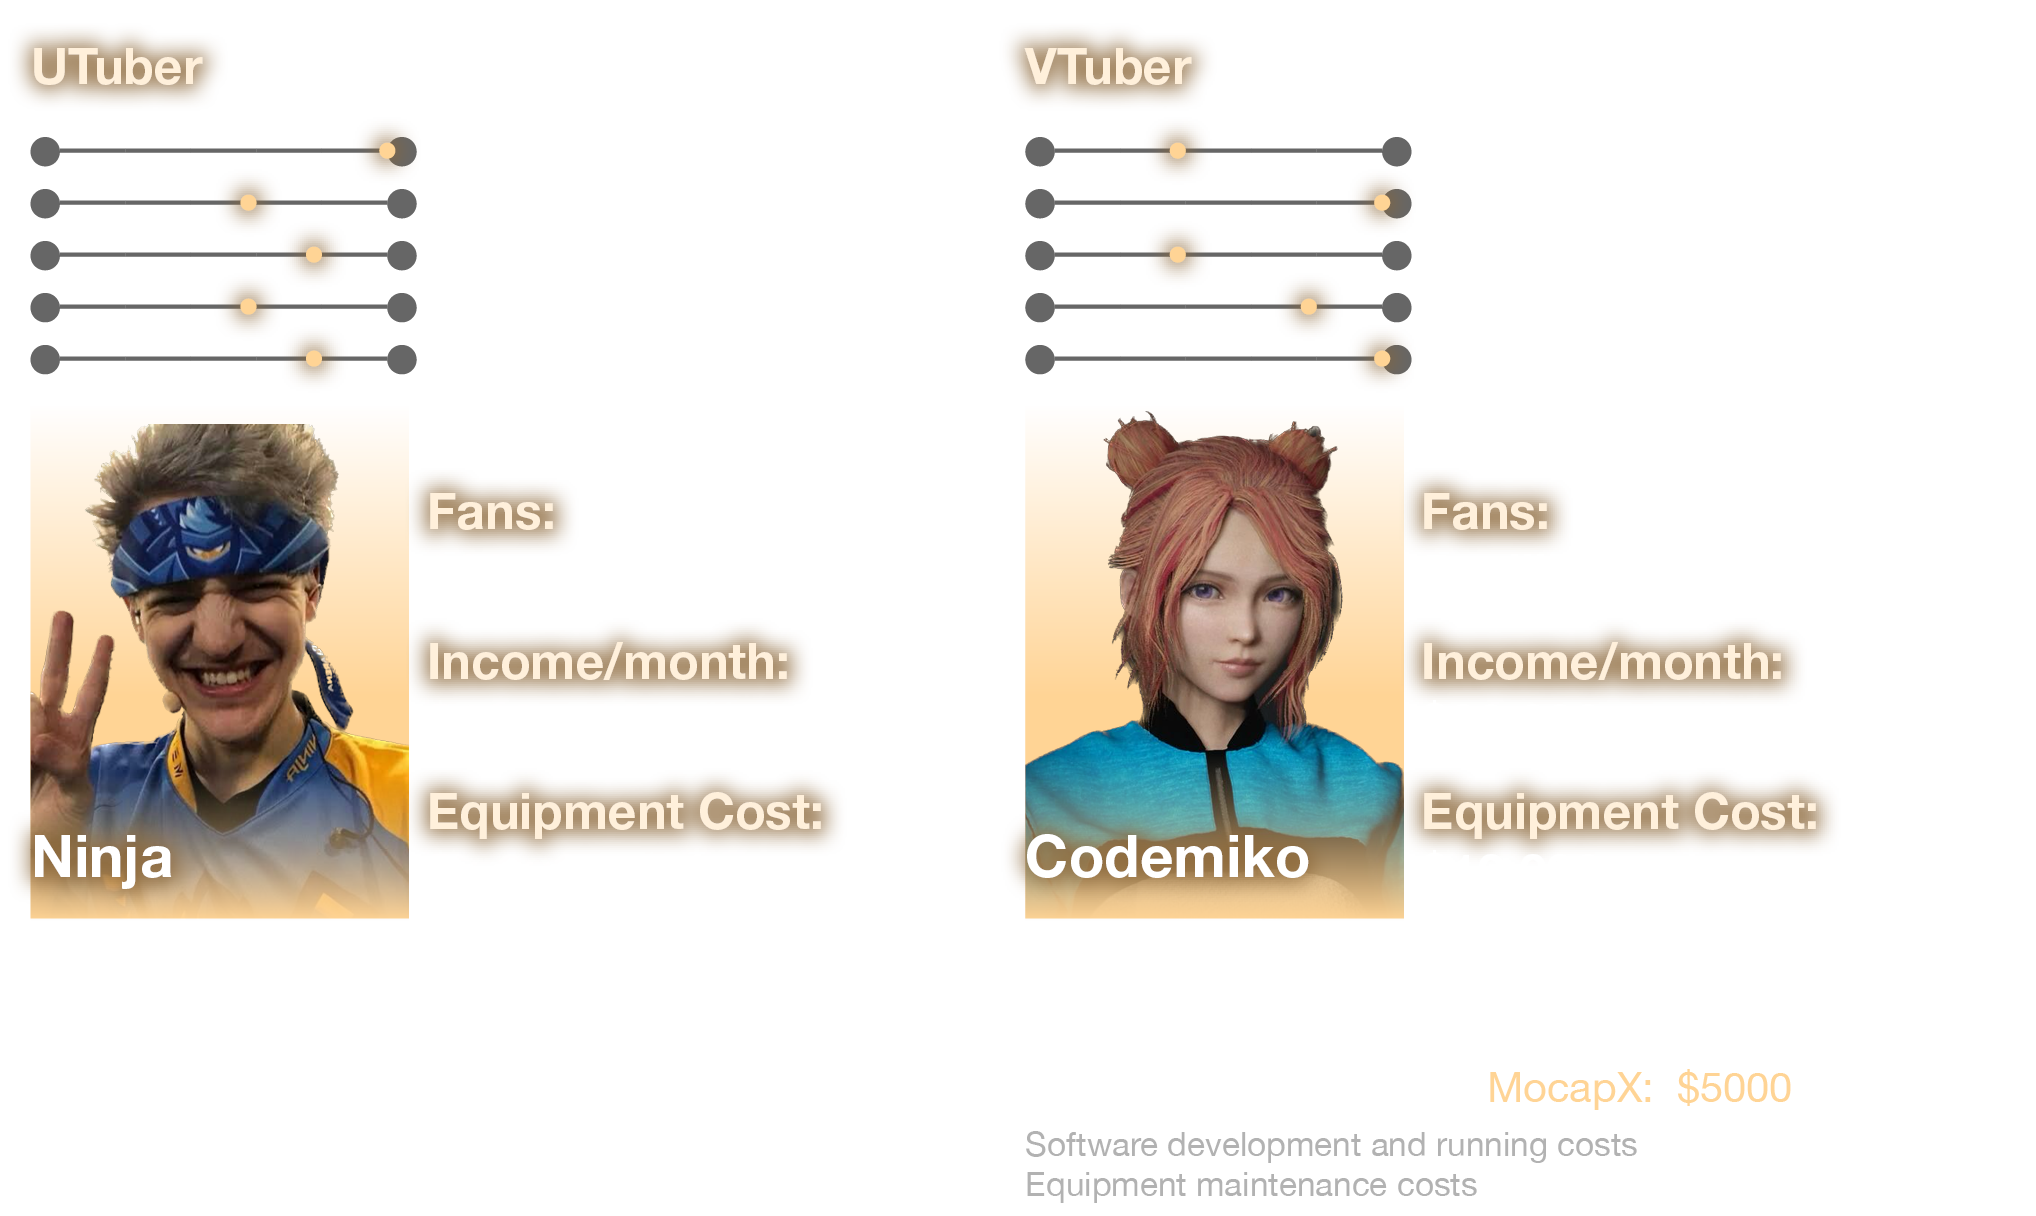 UTuber
VTuber
Fans:
Income/month:
Equipment Cost:
Ninja
Fans:
Income/month:
Equipment Cost:
Codemiko
MocapX: $5000
Software development and running costs
Equipment maintenance costs